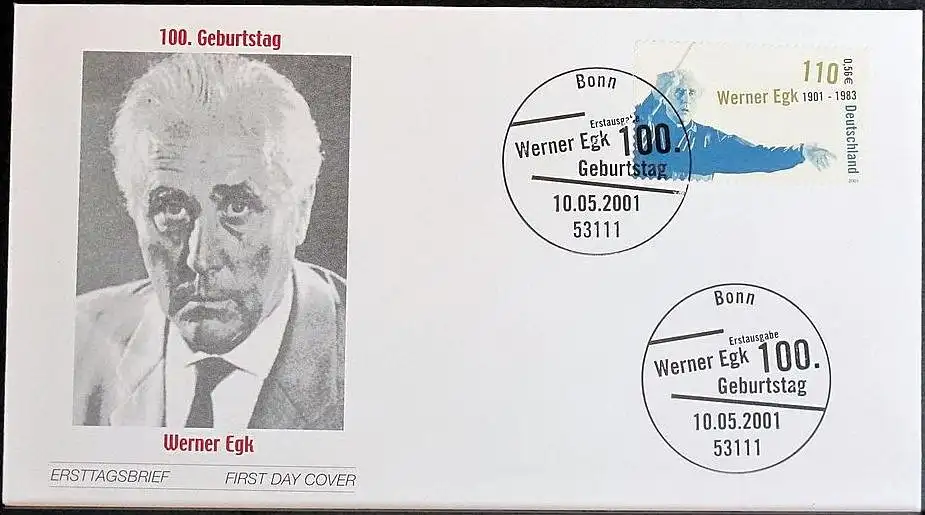 100. Geburtstag
Werner Egk
ERSTTAGSBRIEF FIRST DAY COVER
110
0,56€
Werner Egk 1901 - 1983
Deutschland
2001
Bonn
Erstausgabe
Werner Egk 100.
Geburtstag
10.05.2001
53111
Bonn
Erstausgabe
Werner Egk 100.
Geburtstag
10.05.2001
53111